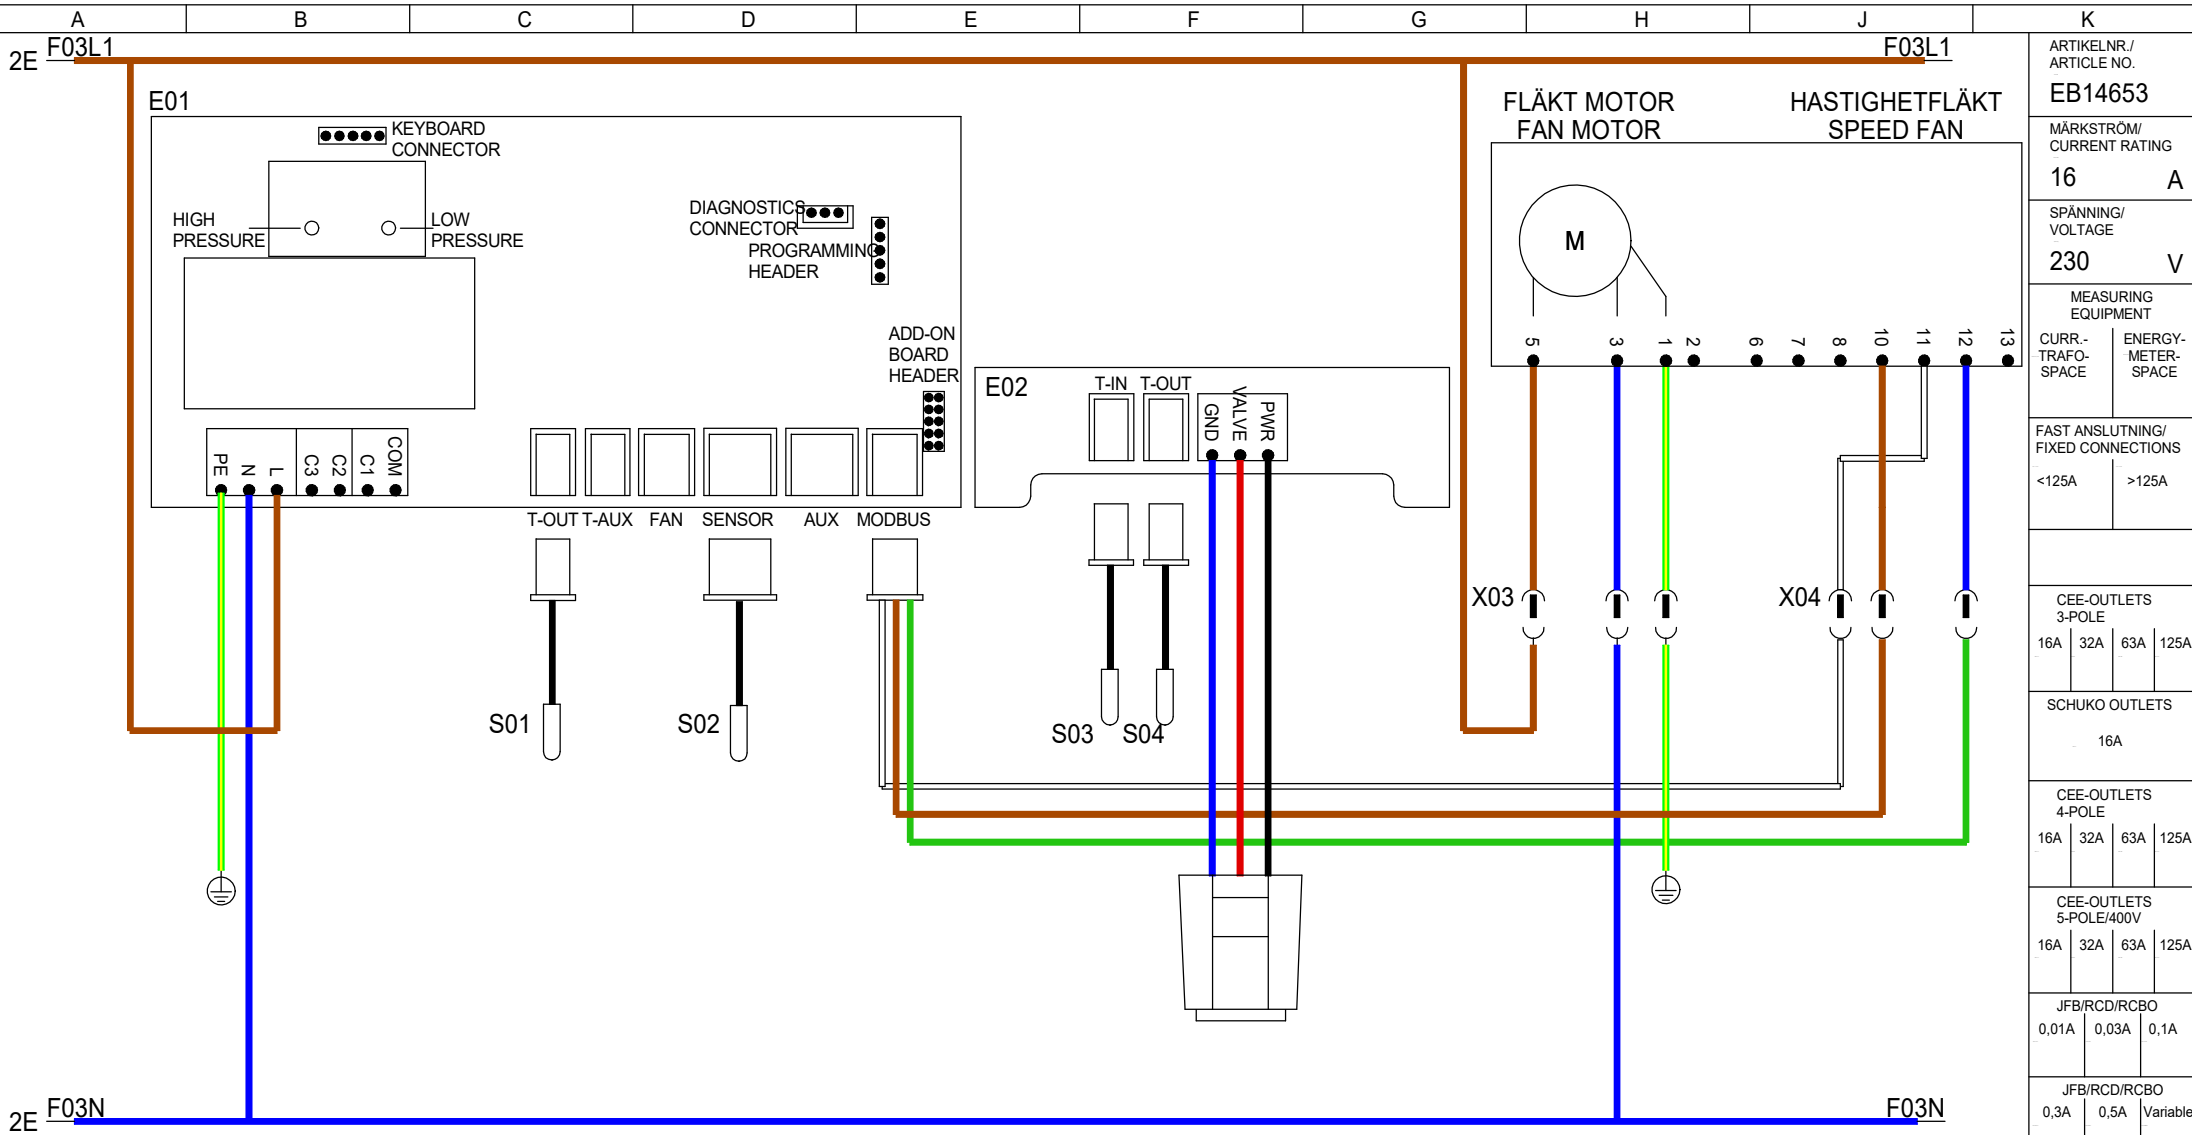 A B C D E F G H J K
2E F03L1
F03L1
E01
KEYBOARD
CONNECTOR
HIGH
PRESSURE
LOW
PRESSURE
DIAGNOSTICS
CONNECTOR
PROGRAMMING
HEADER
ADD-ON
BOARD
HEADER
PE N L C3 C2 C1 COM
T-OUT T-AUX FAN SENSOR AUX MODBUS
S01
S02
E02
T-IN T-OUT
GND VALVE PWR
S03 S04
FLÄKT MOTOR
FAN MOTOR
HASTIGHETFLÄKT
SPEED FAN
M
5 3 1 2 6 7 8 10 11 12 13
X03
X04
2E F03N
F03N
ARTIKELNR./
ARTICLE NO.
EB14653
MÄRKSTRÖM/
CURRENT RATING
16 A
SPÄNNING/
VOLTAGE
230 V
MEASURING
EQUIPMENT
CURR.-
TRAFO-
SPACE
ENERGY-
METER-
SPACE
FAST ANSLUTNING/
FIXED CONNECTIONS
<125A >125A
CEE-OUTLETS
3-POLE
16A 32A 63A 125A
SCHUKO OUTLETS
16A
CEE-OUTLETS
4-POLE
16A 32A 63A 125A
CEE-OUTLETS
5-POLE/400V
16A 32A 63A 125A
JFB/RCD/RCBO
0,01A 0,03A 0,1A
JFB/RCD/RCBO
0,3A 0,5A Variable